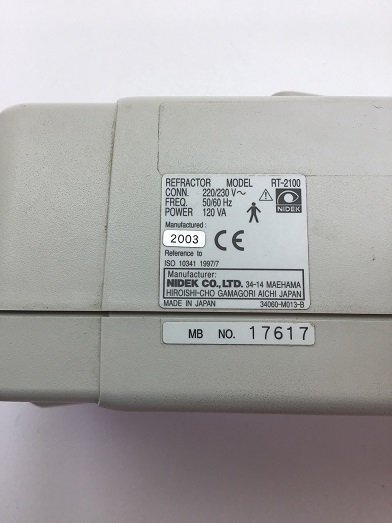 REFRACTOR MODEL RT-2100
CONN. 220/230 V~
FREQ. 50/60 Hz
POWER 120 VA
NIDEK
Manufactured :
2003
CE
Reference to
ISO 10341 1997/7
Manufacturer:
NIDEK CO., LTD. 34-14 MAEHAMA
HIROISHI-CHO GAMAGORI AICHI JAPAN
MADE IN JAPAN 34060-M013-B
MB NO. 17617